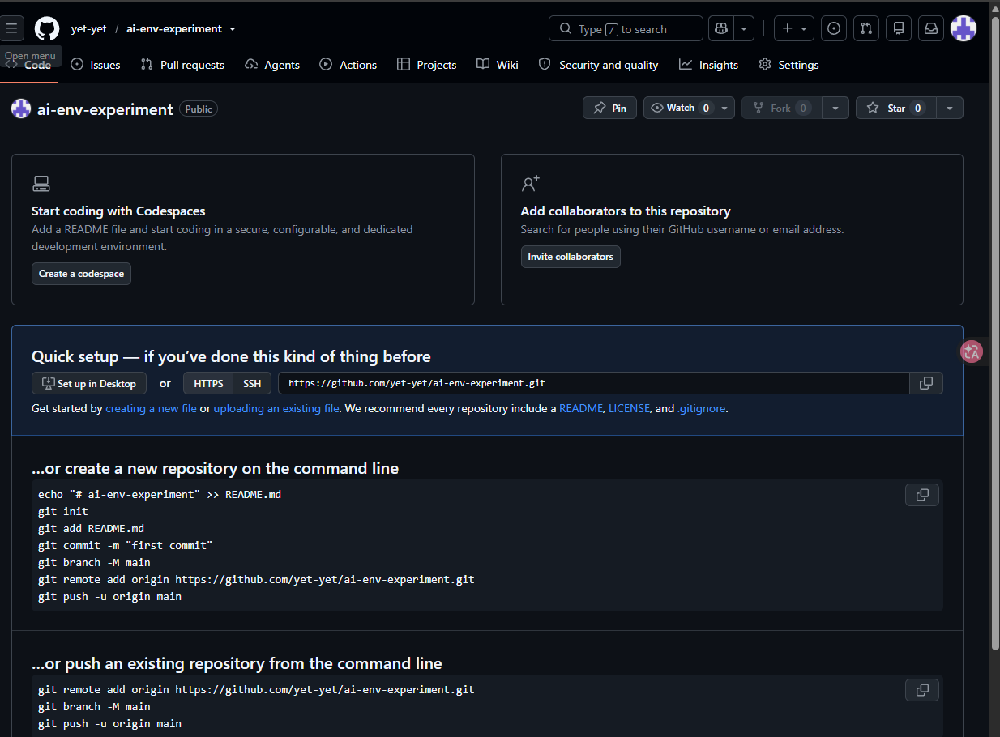 yet-yet / ai-env-experiment
Type / to search
Open menu
Code
Issues
Pull requests
Agents
Actions
Projects
Wiki
Security and quality
Insights
Settings
ai-env-experiment
Public
Pin
Watch 0
Fork 0
Star 0
Start coding with Codespaces
Add a README file and start coding in a secure, configurable, and dedicated
development environment.
Create a codespace
Add collaborators to this repository
Search for people using their GitHub username or email address.
Invite collaborators
Quick setup — if you’ve done this kind of thing before
Set up in Desktop
or
HTTPS
SSH
https://github.com/yet-yet/ai-env-experiment.git
Get started by creating a new file or uploading an existing file. We recommend every repository include a README, LICENSE, and .gitignore.
…or create a new repository on the command line
echo "# ai-env-experiment" >> README.md
git init
git add README.md
git commit -m "first commit"
git branch -M main
git remote add origin https://github.com/yet-yet/ai-env-experiment.git
git push -u origin main
…or push an existing repository from the command line
git remote add origin https://github.com/yet-yet/ai-env-experiment.git
git branch -M main
git push -u origin main